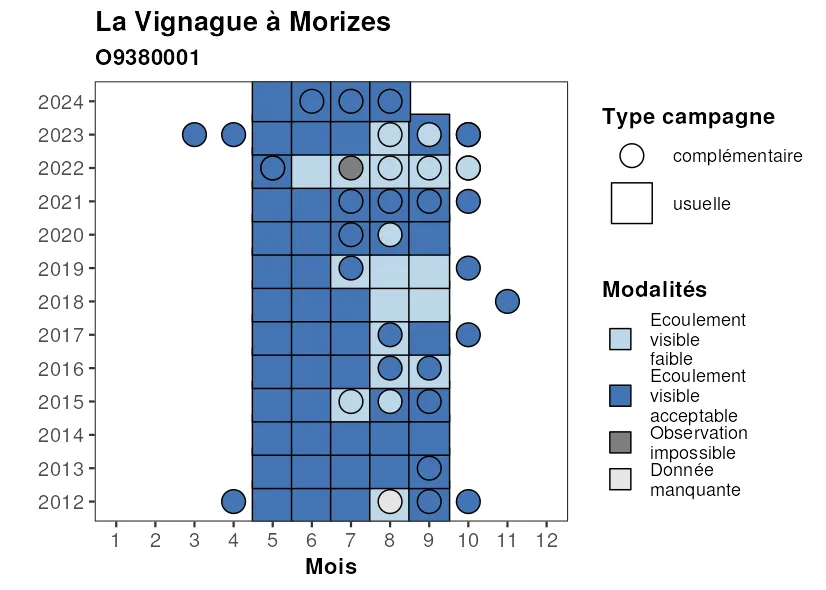 La Vignague à Morizes
O9380001
2024
2023
2022
2021
2020
2019
2018
2017
2016
2015
2014
2013
2012
1 2 3 4 5 6 7 8 9 10 11 12
Mois
Type campagne
complémentaire
usuelle
Modalités
Ecoulement
visible
faible
Ecoulement
visible
acceptable
Observation
impossible
Donnée
manquante